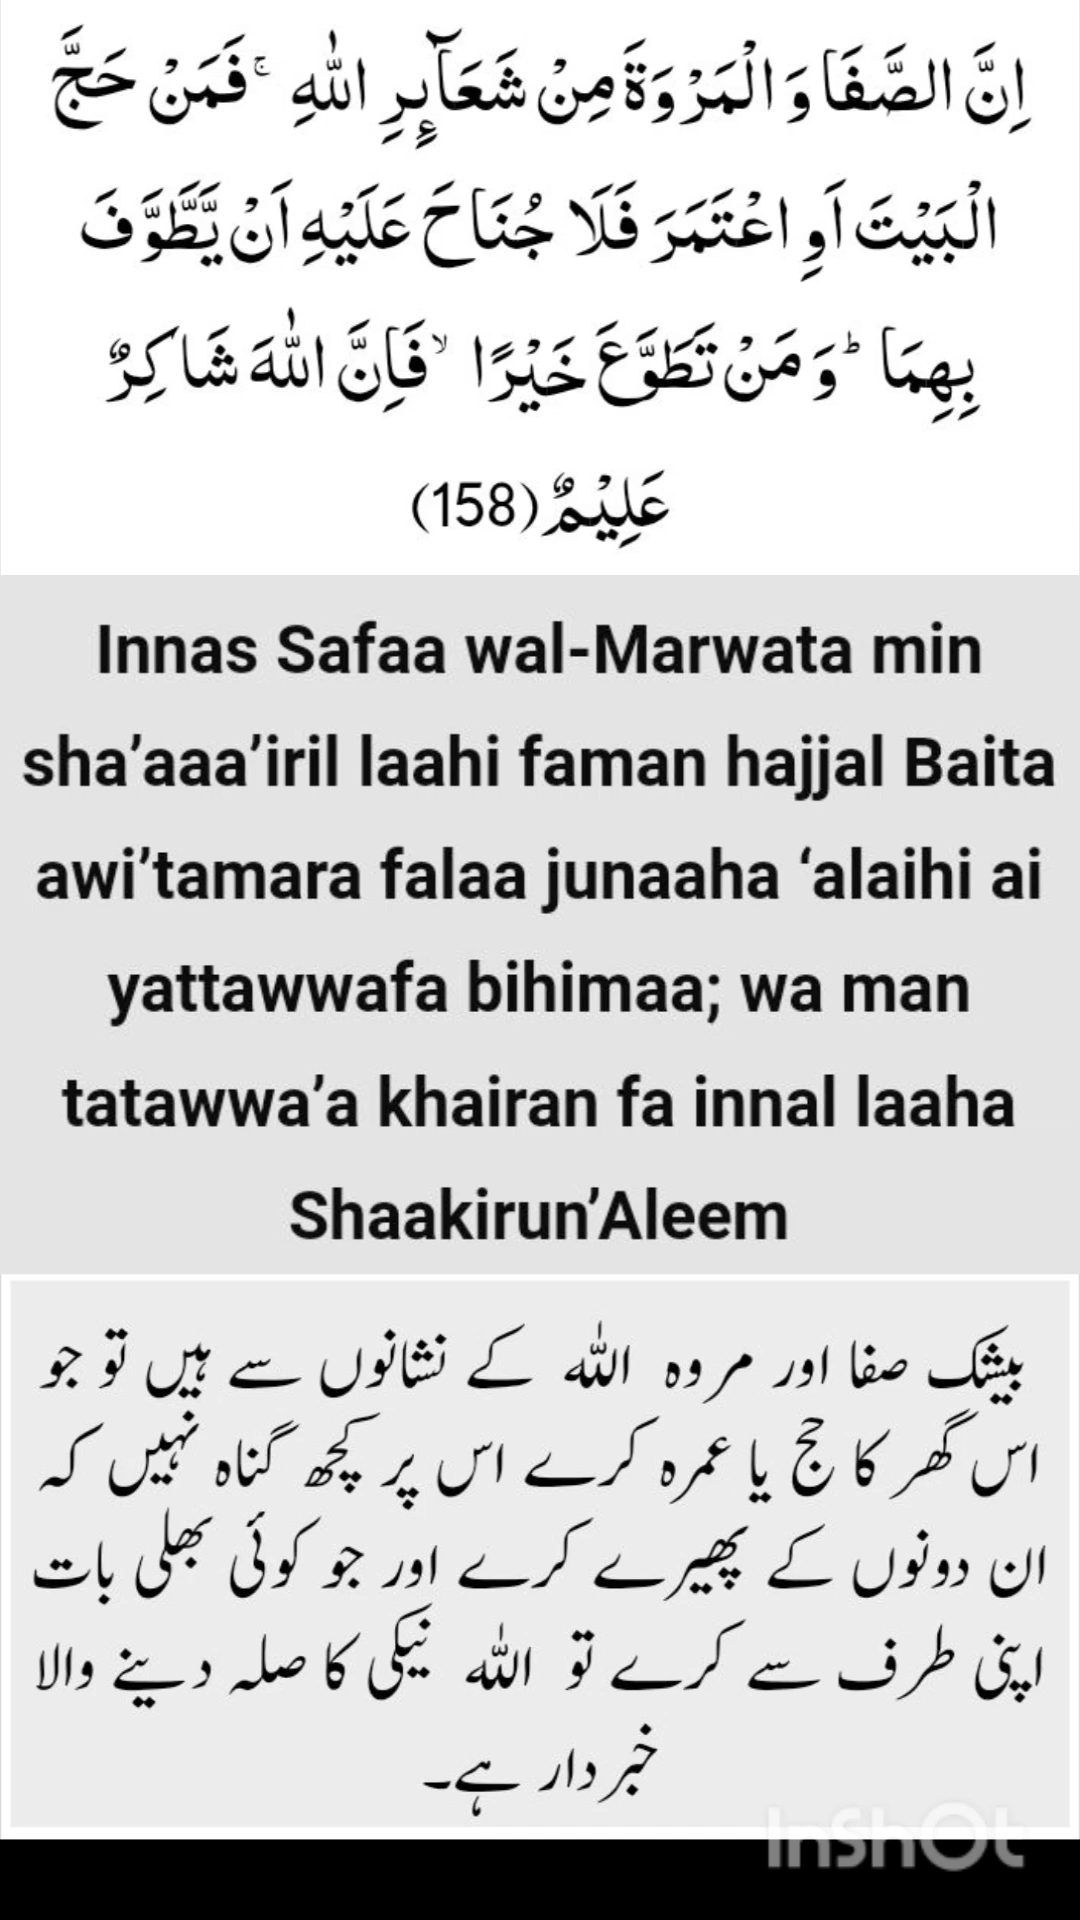 اِنَّ الصَّفَا وَ الْمَرْوَةَ مِنْ شَعَآىٕرِ اللّٰهِۚ-فَمَنْ حَجَّ
الْبَیْتَ اَوِ اعْتَمَرَ فَلَا جُنَاحَ عَلَیْهِ اَنْ یَّطَّوَّفَ
بِهِمَاؕ-وَ مَنْ تَطَوَّعَ خَیْرًاۙ-فَاِنَّ اللّٰهَ شَاكِرٌ
عَلِیْمٌ(158)
Innas Safaa wal-Marwata min
sha’aaa’iril laahi faman hajjal Baita
awi’tamara falaa junaaha ‘alaihi ai
yattawwafa bihimaa; wa man
tatawwa’a khairan fa innal laaha
Shaakirun’Aleem
بیشک صفا اور مروہ اللہ کے نشانوں سے ہیں تو جو
اس گھر کا حج یا عمرہ کرے اس پر کچھ گناہ نہیں کہ
ان دونوں کے پھیرے کرے اور جو کوئی بھلی بات
اپنی طرف سے کرے تو اللہ نیکی کا صلہ دینے والا
خبردار ہے۔
InShOt